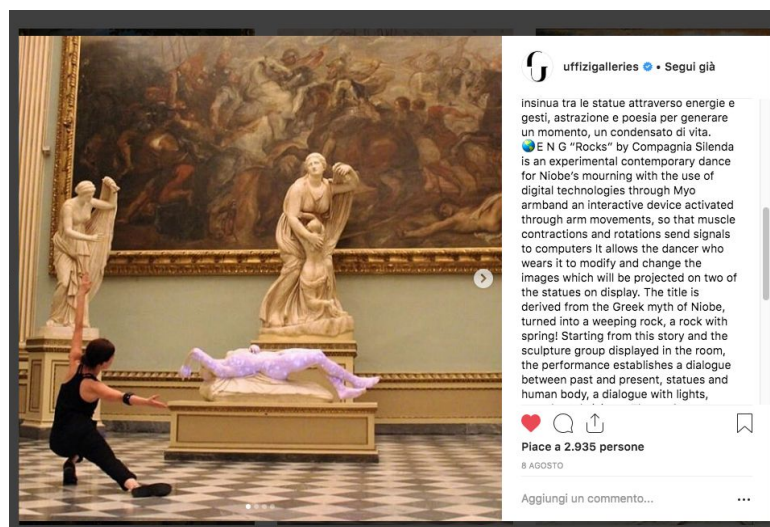 uffizigalleries • Segui già
insinua tra le statue attraverso energie e
gesti, astrazione e poesia per generare
un momento, un condensato di vita.
🌏E N G “Rocks” by Compagnia Silenda
is an experimental contemporary dance
for Niobe’s mourning with the use of
digital technologies through Myo
armband an interactive device activated
through arm movements, so that muscle
contractions and rotations send signals
to computers It allows the dancer who
wears it to modify and change the
images which will be projected on two of
the statues on display. The title is
derived from the Greek myth of Niobe,
turned into a weeping rock, a rock with
spring! Starting from this story and the
sculpture group displayed in the room,
the performance establishes a dialogue
between past and present, statues and
human body, a dialogue with lights,
Piace a 2.935 persone
8 AGOSTO
Aggiungi un commento...